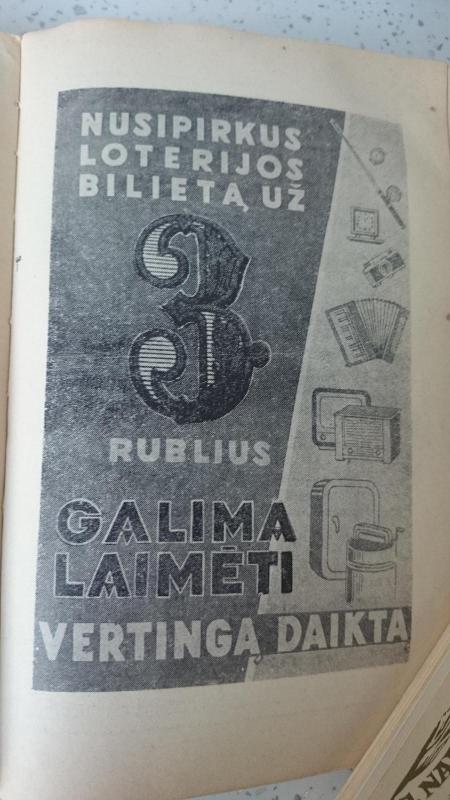 NUSIPIRKUS
LOTERIJOS
BILIETĄ UŽ
3
RUBLIUS
GALIMA
LAIMĖTI
VERTINGĄ DAIKTĄ